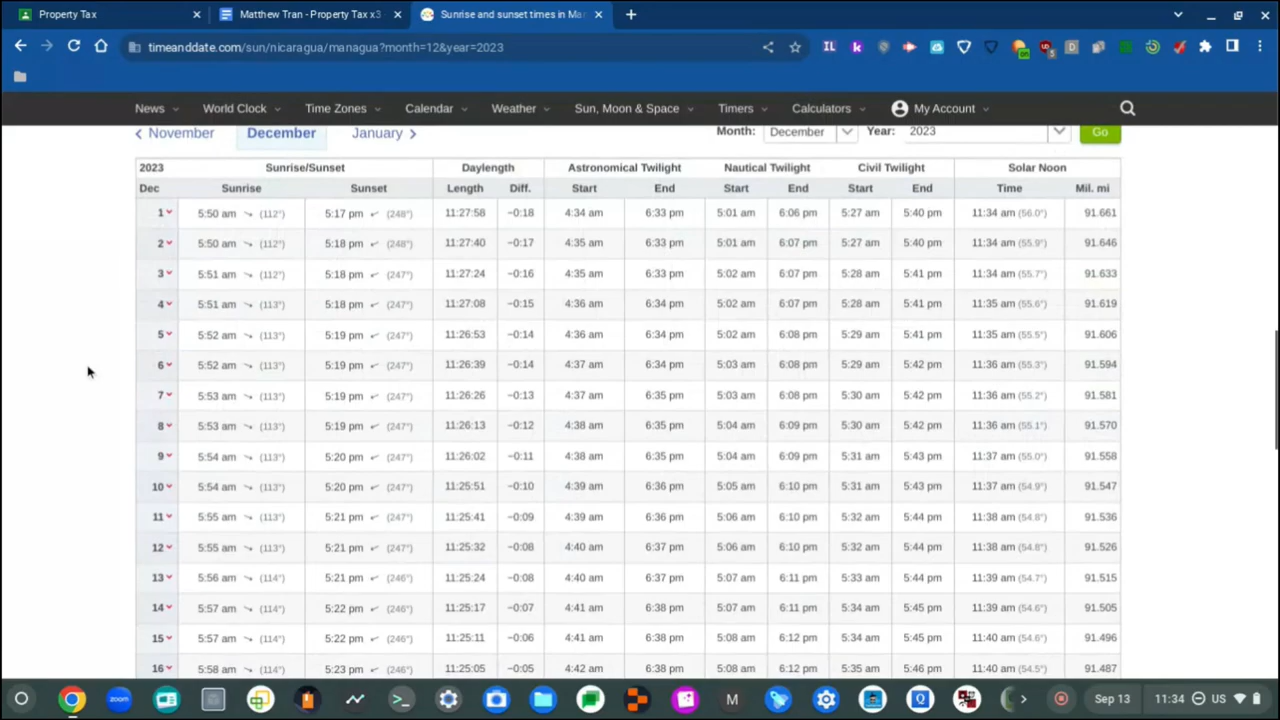 Property Tax
Matthew Tran - Property Tax x3
Sunrise and sunset times in Ma
timeanddate.com/sun/nicaragua/managua?month=12&year=2023
News World Clock Time Zones Calendar Weather Sun, Moon & Space Timers Calculators My Account
November December January Month: December Year: 2023 Go
2023 Sunrise/Sunset Daylength Astronomical Twilight Nautical Twilight Civil Twilight Solar Noon
Dec Sunrise Sunset Length Diff. Start End Start End Start End Time Mil. mi
1 5:50 am (112°) 5:17 pm (248°) 11:27:58 −0:18 4:34 am 6:33 pm 5:01 am 6:06 pm 5:27 am 5:40 pm 11:34 am (56.0°) 91.661
2 5:50 am (112°) 5:18 pm (248°) 11:27:40 −0:17 4:35 am 6:33 pm 5:01 am 6:07 pm 5:27 am 5:40 pm 11:34 am (55.9°) 91.646
3 5:51 am (112°) 5:18 pm (247°) 11:27:24 −0:16 4:35 am 6:33 pm 5:02 am 6:07 pm 5:28 am 5:41 pm 11:34 am (55.7°) 91.633
4 5:51 am (113°) 5:18 pm (247°) 11:27:08 −0:15 4:36 am 6:34 pm 5:02 am 6:07 pm 5:28 am 5:41 pm 11:35 am (55.6°) 91.619
5 5:52 am (113°) 5:19 pm (247°) 11:26:53 −0:14 4:36 am 6:34 pm 5:02 am 6:08 pm 5:29 am 5:41 pm 11:35 am (55.5°) 91.606
6 5:52 am (113°) 5:19 pm (247°) 11:26:39 −0:14 4:37 am 6:34 pm 5:03 am 6:08 pm 5:29 am 5:42 pm 11:36 am (55.3°) 91.594
7 5:53 am (113°) 5:19 pm (247°) 11:26:26 −0:13 4:37 am 6:35 pm 5:03 am 6:08 pm 5:30 am 5:42 pm 11:36 am (55.2°) 91.581
8 5:53 am (113°) 5:19 pm (247°) 11:26:13 −0:12 4:38 am 6:35 pm 5:04 am 6:09 pm 5:30 am 5:42 pm 11:36 am (55.1°) 91.570
9 5:54 am (113°) 5:20 pm (247°) 11:26:02 −0:11 4:38 am 6:35 pm 5:04 am 6:09 pm 5:31 am 5:43 pm 11:37 am (55.0°) 91.558
10 5:54 am (113°) 5:20 pm (247°) 11:25:51 −0:10 4:39 am 6:36 pm 5:05 am 6:10 pm 5:31 am 5:43 pm 11:37 am (54.9°) 91.547
11 5:55 am (113°) 5:21 pm (247°) 11:25:41 −0:09 4:39 am 6:36 pm 5:06 am 6:10 pm 5:32 am 5:44 pm 11:38 am (54.8°) 91.536
12 5:55 am (113°) 5:21 pm (247°) 11:25:32 −0:08 4:40 am 6:37 pm 5:06 am 6:10 pm 5:32 am 5:44 pm 11:38 am (54.8°) 91.526
13 5:56 am (114°) 5:21 pm (246°) 11:25:24 −0:08 4:40 am 6:37 pm 5:07 am 6:11 pm 5:33 am 5:44 pm 11:39 am (54.7°) 91.515
14 5:57 am (114°) 5:22 pm (246°) 11:25:17 −0:07 4:41 am 6:38 pm 5:07 am 6:11 pm 5:34 am 5:45 pm 11:39 am (54.6°) 91.505
15 5:57 am (114°) 5:22 pm (246°) 11:25:11 −0:06 4:41 am 6:38 pm 5:08 am 6:12 pm 5:34 am 5:45 pm 11:40 am (54.6°) 91.496
16 5:58 am (114°) 5:23 pm (246°) 11:25:05 −0:05 4:42 am 6:38 pm 5:08 am 6:12 pm 5:35 am 5:46 pm 11:40 am (54.5°) 91.487
zoom M Q Sep 13 11:34 US